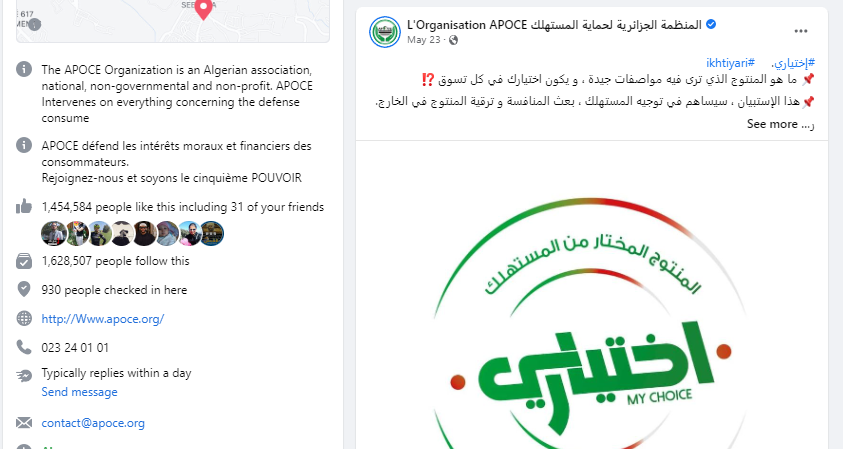 The APOCE Organization is an Algerian association,
national, non-governmental and non-profit. APOCE
Intervenes on everything concerning the defense
consume
APOCE défend les intérêts moraux et financiers des
consommateurs.
Rejoignez-nous et soyons le cinquième POUVOIR
1,454,584 people like this including 31 of your friends
1,628,507 people follow this
930 people checked in here
http://Www.apoce.org/
023 24 01 01
Typically replies within a day
Send message
contact@apoce.org
L'Organisation APOCE المنظمة الجزائرية لحماية المستهلك
May 23
#إختياري. #ikhtiyari
📌 ما هو المنتوج الذي ترى فيه مواصفات جيدة ، و يكون اختيارك في كل تسوق ⁉️
📌هذا الإستبيان ، سيساهم في توجيه المستهلك ، بعث المنافسة و ترقية المنتوج في الخارج.
ر... See more
المنتوج المختار من المستهلك
اختياري
MY CHOICE